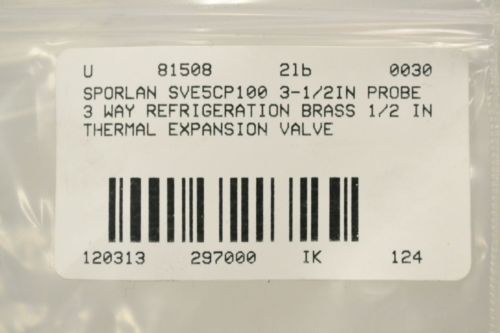 U 81508 2lb 0030
SPORLAN SVE5CP100 3-1/2IN PROBE
3 WAY REFRIGERATION BRASS 1/2 IN
THERMAL EXPANSION VALVE
120313 297000 IK 124